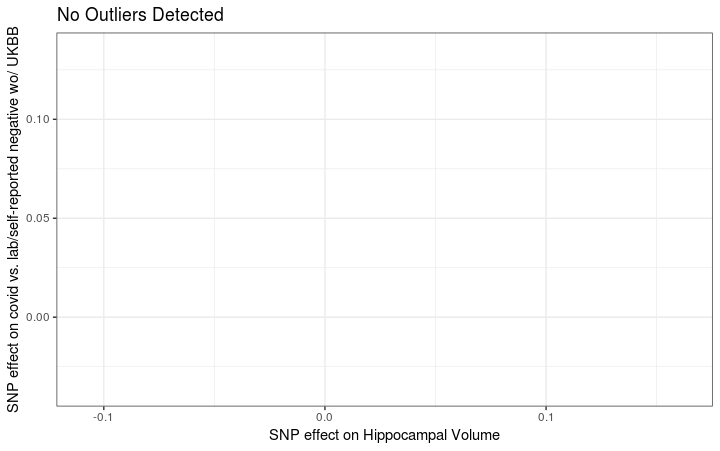 No Outliers Detected
SNP effect on covid vs. lab/self-reported negative wo/ UKBB
0.10
0.05
0.00
-0.1
0.0
0.1
SNP effect on Hippocampal Volume